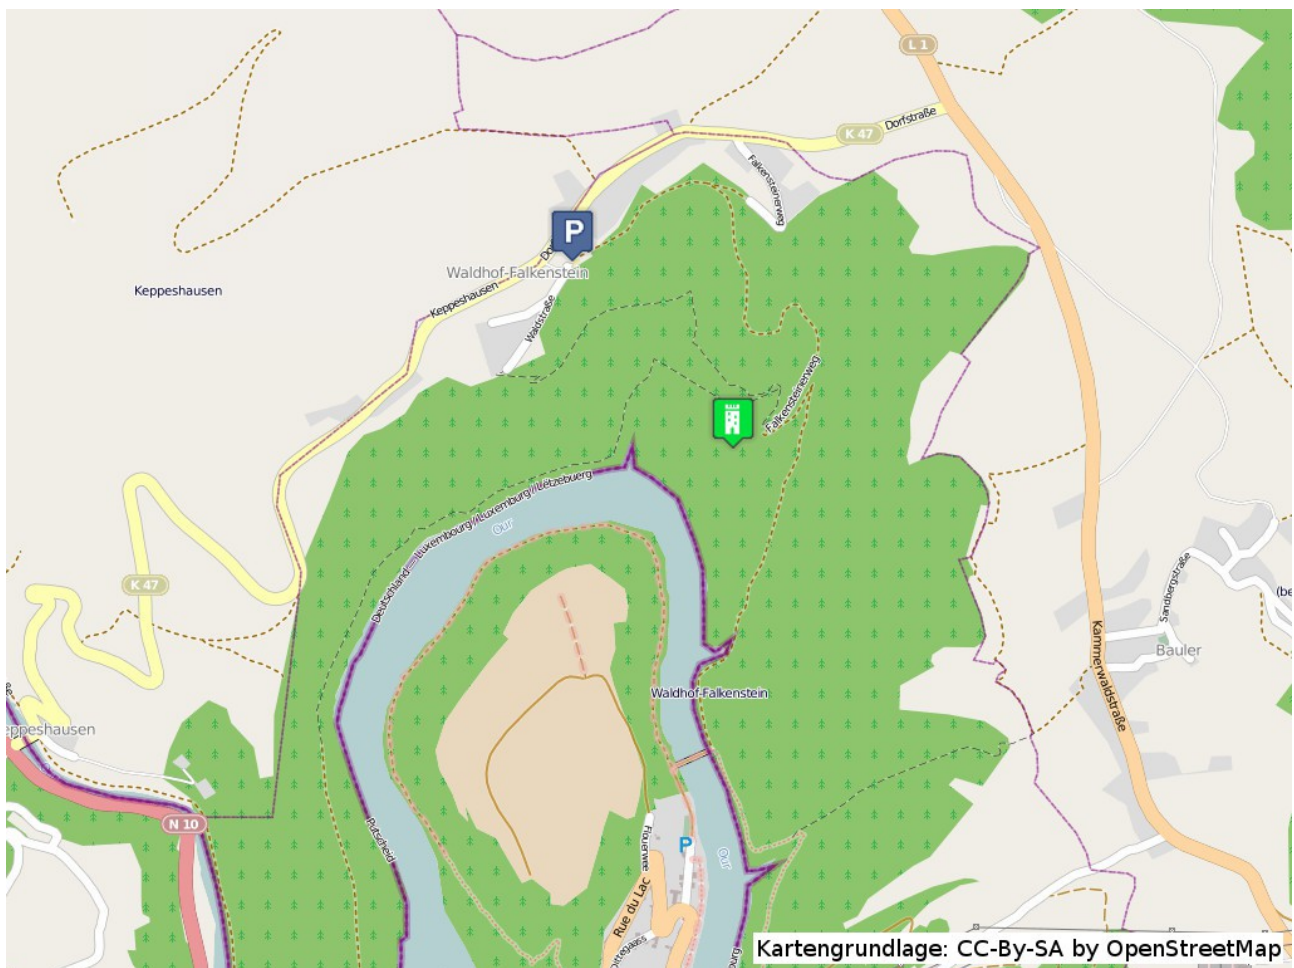 L 1
Dorfstraße
K 47
Falkensteinerweg
P
Waldhof-Falkenstein
Keppeshausen
Keppeshausen
Waldstraße
Falkensteinerweg
Deutschland — Luxembourg / Luxemburg / Lëtzebuerg
Our
K 47
Sandbergstraße
Kammerwaldstraße
Bauler
Waldhof-Falkenstein
N 10
Putscheid
Flouerwee
P
Our
Rue du Lac
Kartengrundlage: CC-By-SA by OpenStreetMap